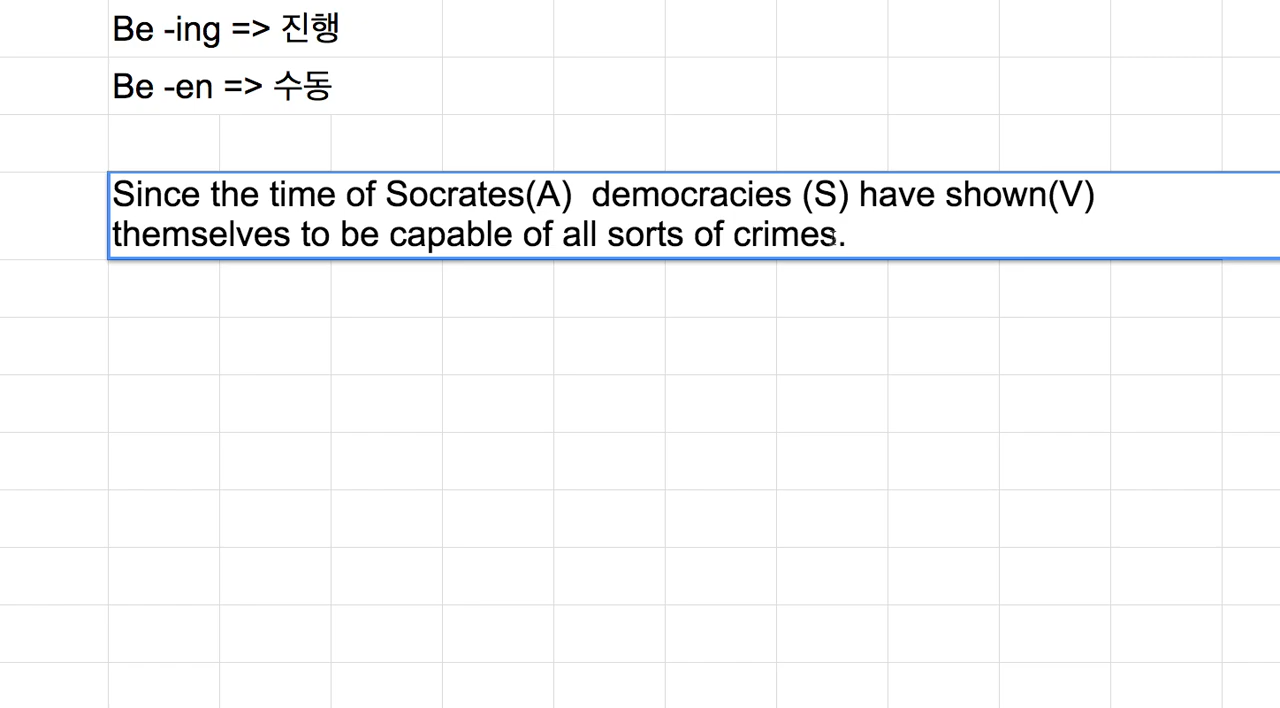 Be -ing => 진행
Be -en => 수동
Since the time of Socrates(A)  democracies (S) have shown(V)
themselves to be capable of all sorts of crimes.